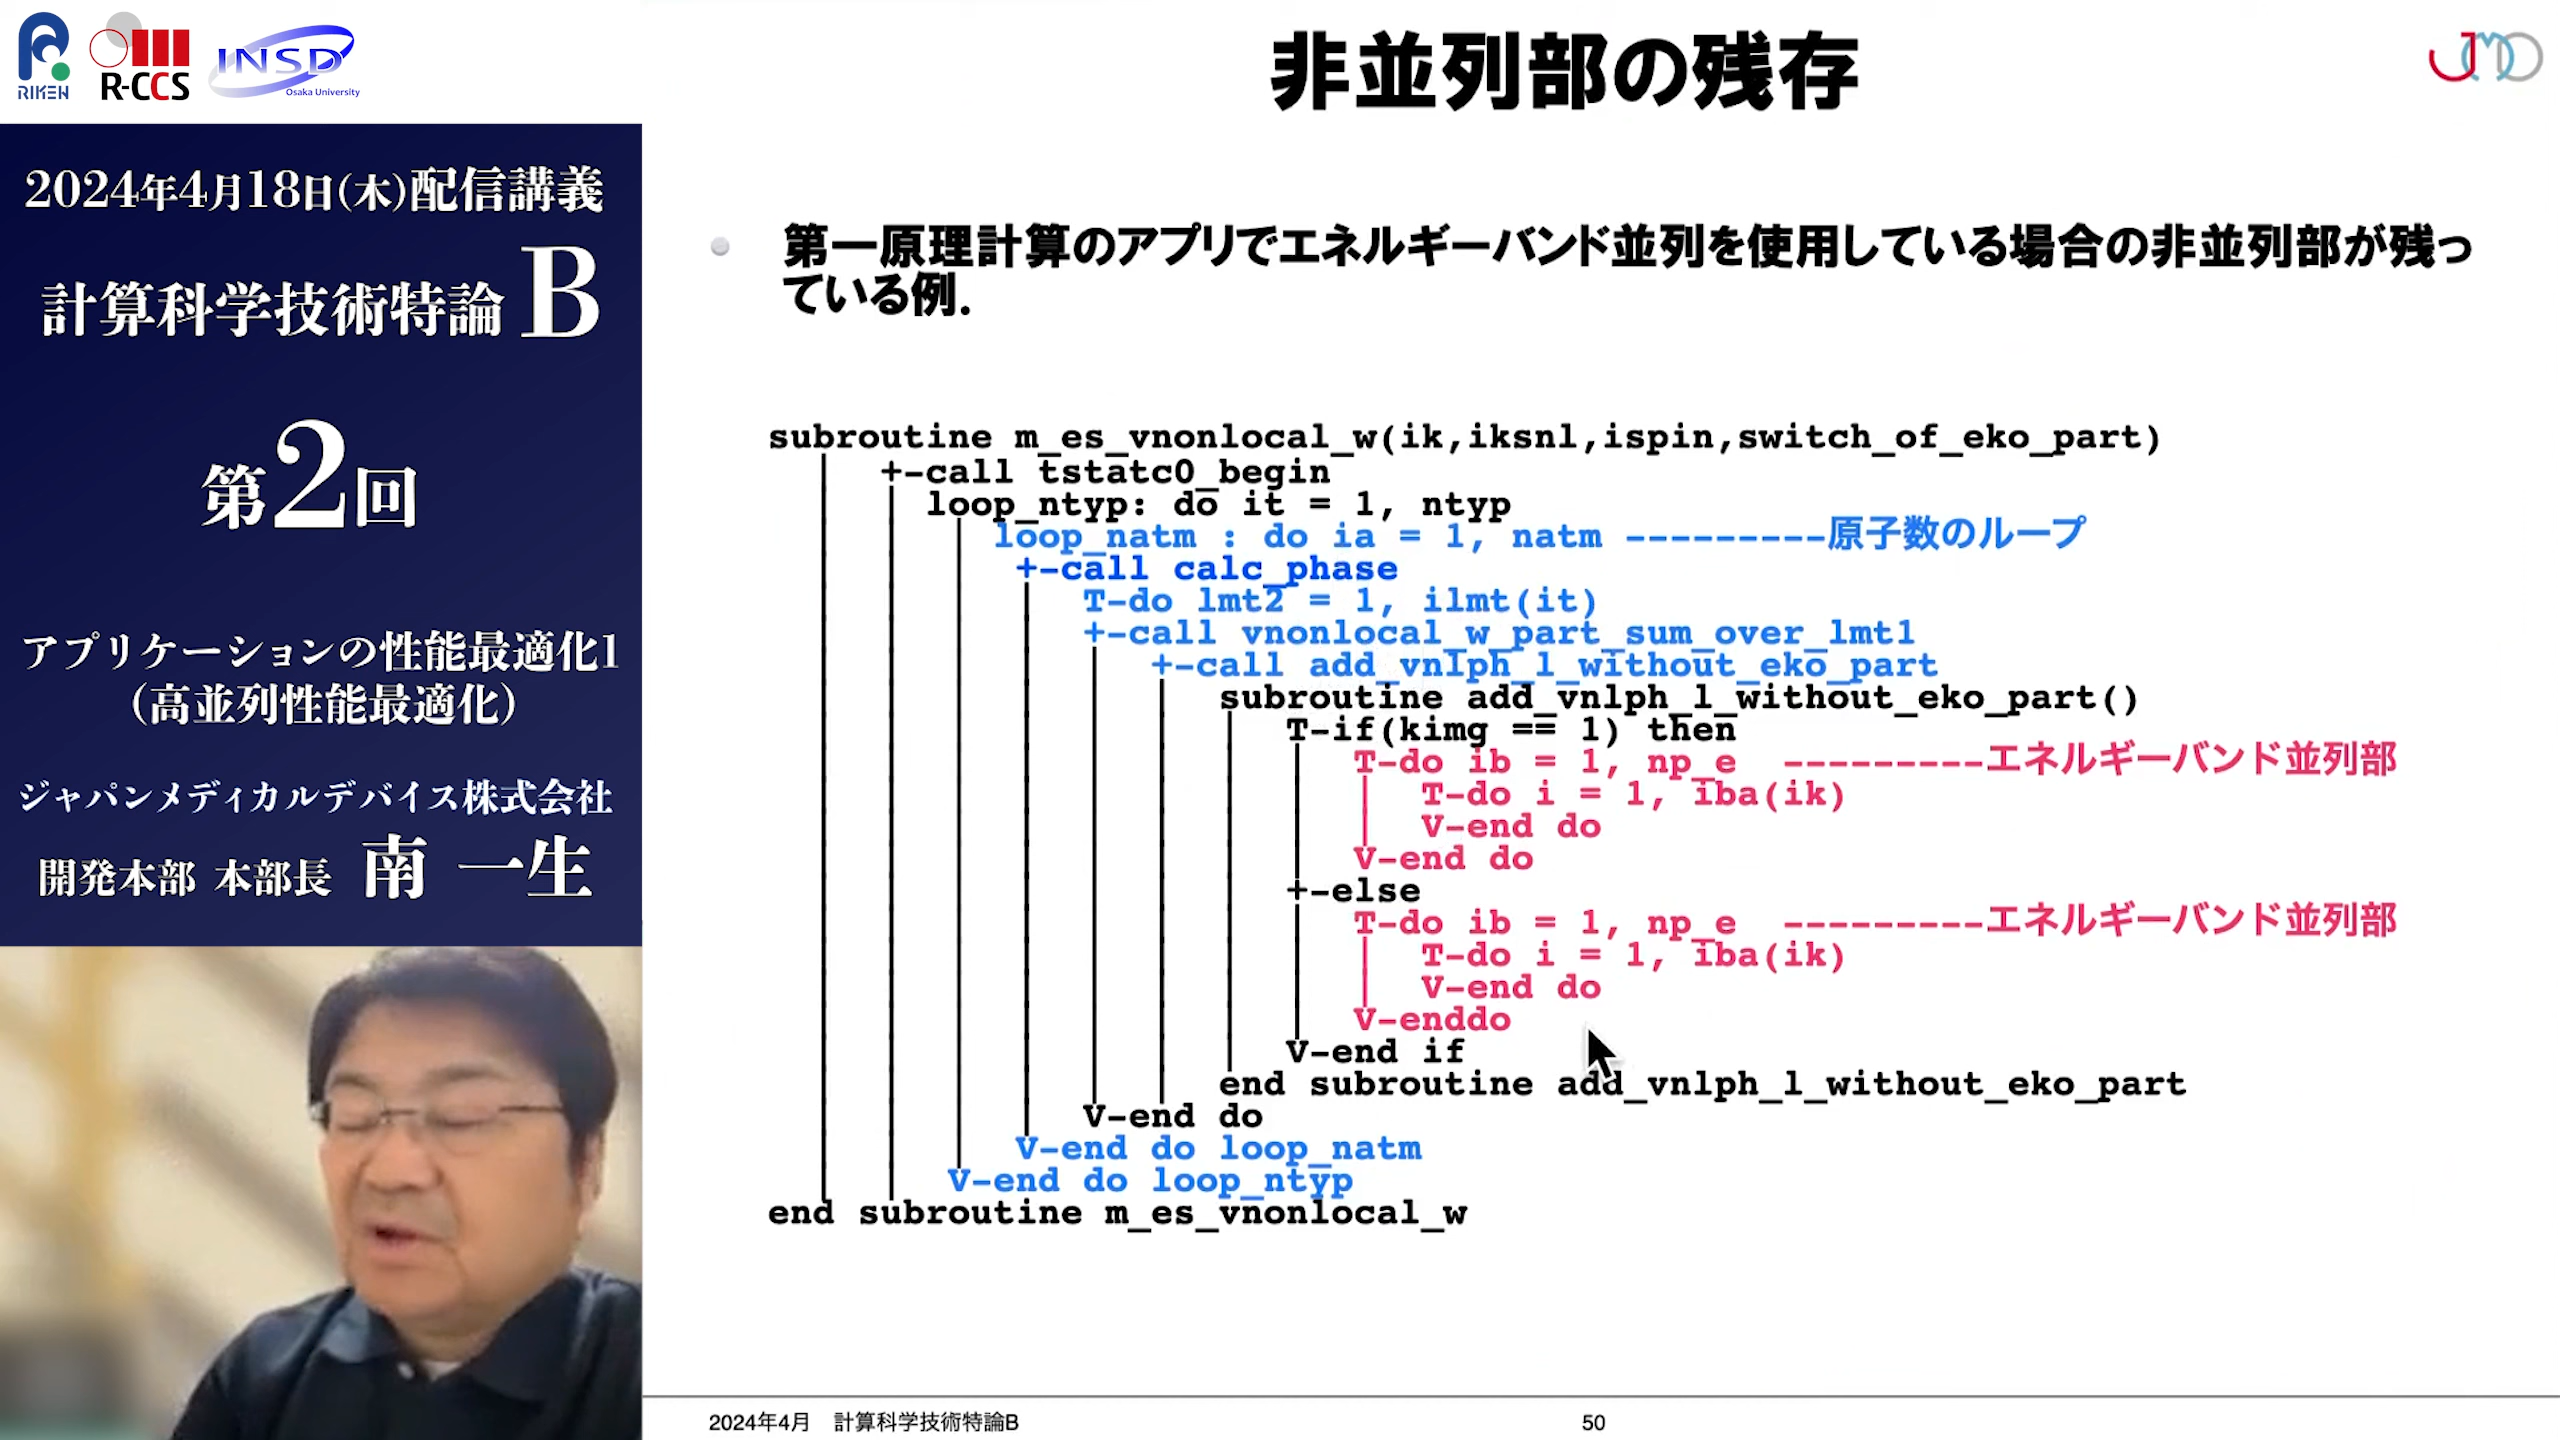 RIKEN
R-CCS
INSD
Osaka University
2024年4月18日(木)配信講義
計算科学技術特論 B
第2回
アプリケーションの性能最適化1
(高並列性能最適化)
ジャパンメディカルデバイス株式会社
開発本部 本部長 南 一生
非並列部の残存
JMD
第一原理計算のアプリでエネルギーバンド並列を使用している場合の非並列部が残っ
ている例.
subroutine m_es_vnonlocal_w(ik,iksnl,ispin,switch_of_eko_part)
+-call tstatc0_begin
loop_ntyp: do it = 1, ntyp
loop_natm : do ia = 1, natm ---------原子数のループ
+-call calc_phase
T-do lmt2 = 1, ilmt(it)
+-call vnonlocal_w_part_sum_over_lmt1
+-call add_vnlph_l_without_eko_part
subroutine add_vnlph_l_without_eko_part()
T-if(kimg == 1) then
T-do ib = 1, np_e ---------エネルギーバンド並列部
T-do i = 1, iba(ik)
V-end do
V-end do
+-else
T-do ib = 1, np_e ---------エネルギーバンド並列部
T-do i = 1, iba(ik)
V-end do
V-enddo
V-end if
end subroutine add_vnlph_l_without_eko_part
V-end do
V-end do loop_natm
V-end do loop_ntyp
end subroutine m_es_vnonlocal_w
2024年4月 計算科学技術特論B
50